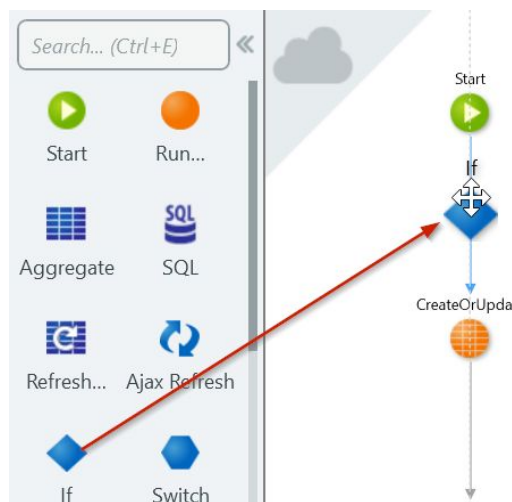 Search... (Ctrl+E)
Start
Run...
Aggregate
SQL
Refresh...
Ajax Refresh
If
Switch
Start
If
CreateOrUpda